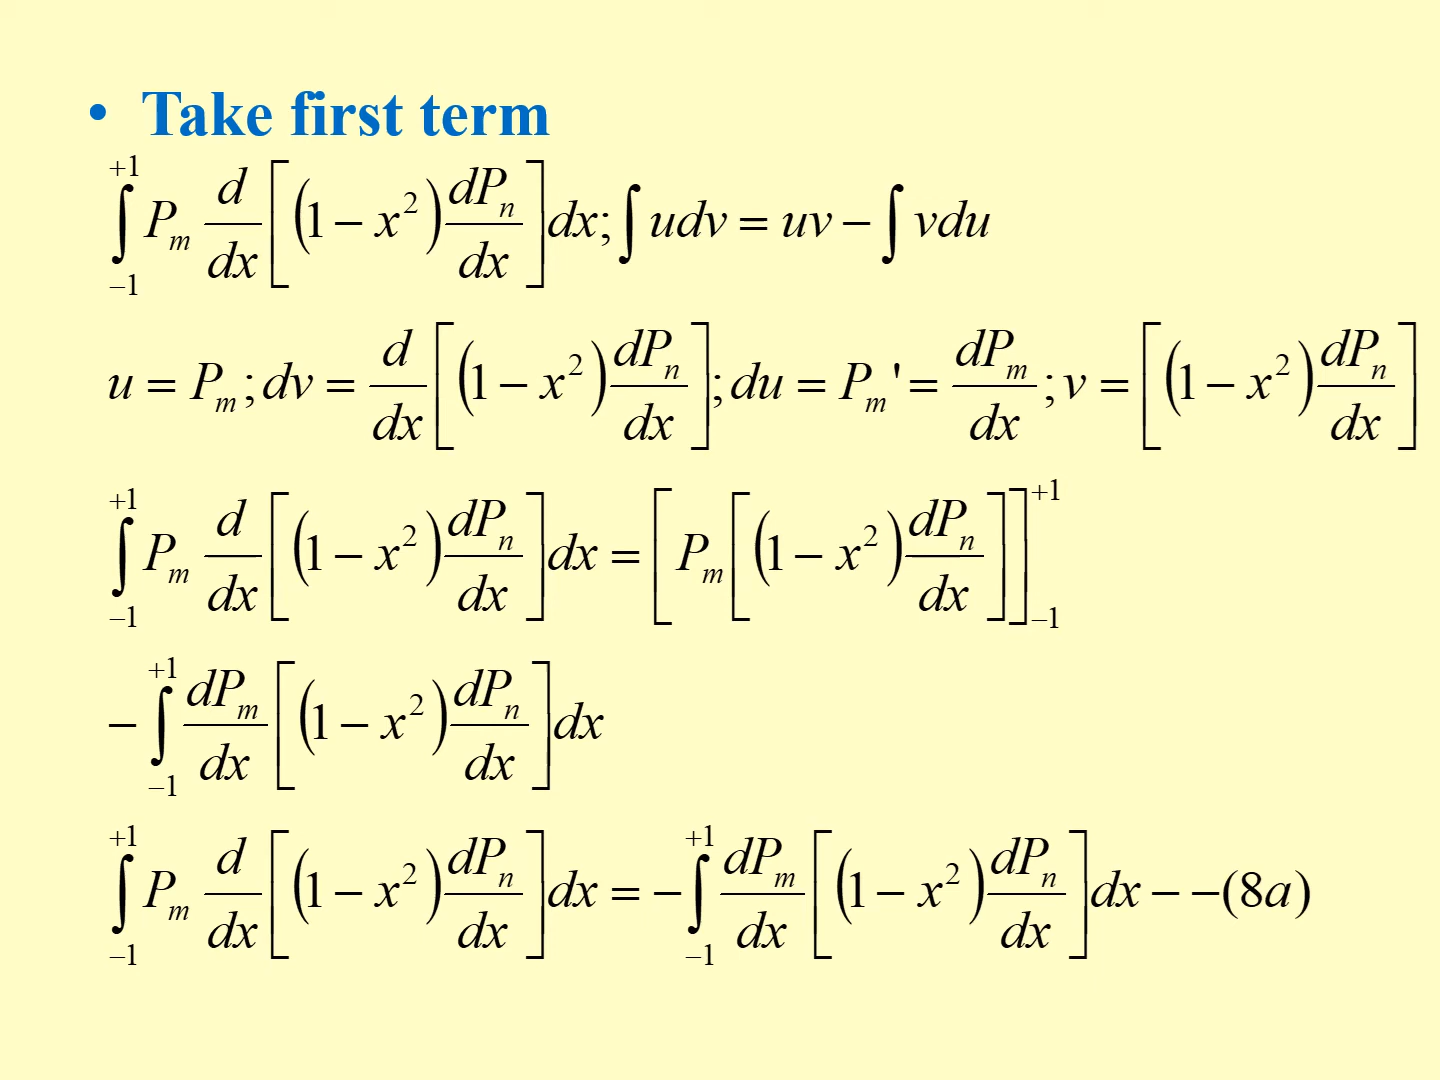 • Take first term
∫₋₁⁺¹ Pₘ d/dx [(1 − x²) dPₙ/dx] dx; ∫ udv = uv − ∫ vdu
u = Pₘ; dv = d/dx [(1 − x²) dPₙ/dx]; du = Pₘ' = dPₘ/dx; v = [(1 − x²) dPₙ/dx]
∫₋₁⁺¹ Pₘ d/dx [(1 − x²) dPₙ/dx] dx = [Pₘ [(1 − x²) dPₙ/dx]]₋₁⁺¹
− ∫₋₁⁺¹ dPₘ/dx [(1 − x²) dPₙ/dx] dx
∫₋₁⁺¹ Pₘ d/dx [(1 − x²) dPₙ/dx] dx = − ∫₋₁⁺¹ dPₘ/dx [(1 − x²) dPₙ/dx] dx − −(8a)